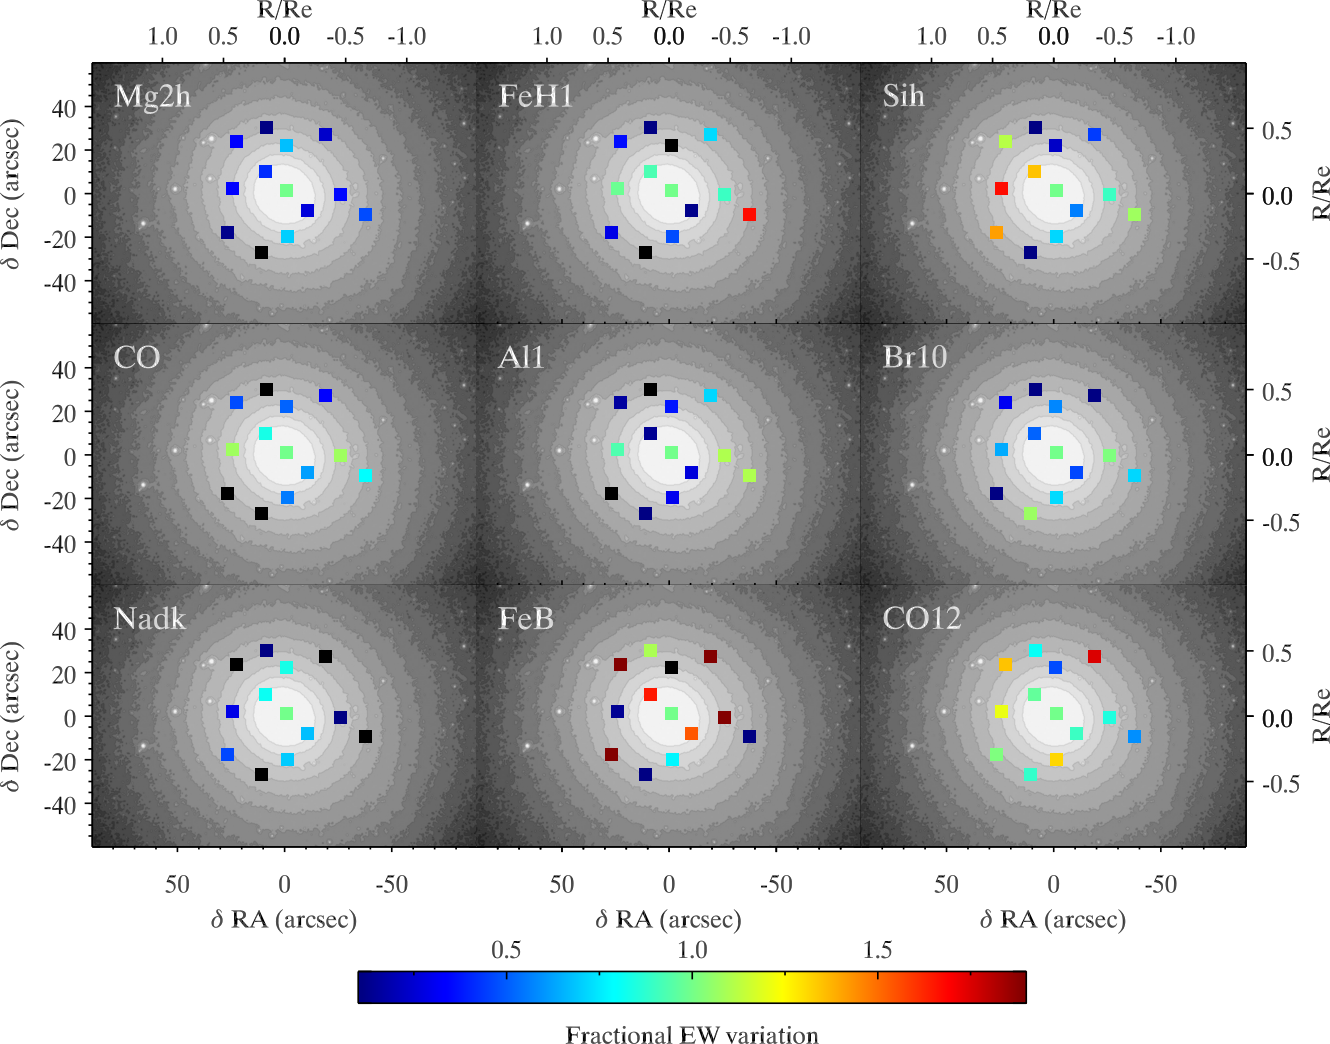 R/Re R/Re R/Re
1.0 0.5 0.0 -0.5 -1.0 1.0 0.5 0.0 -0.5 -1.0 1.0 0.5 0.0 -0.5 -1.0
Mg2h FeH1 Sih
δ Dec (arcsec) 40 20 0 -20 -40
0.5 0.0 -0.5 R/Re
CO Al1 Br10
δ Dec (arcsec) 40 20 0 -20 -40
0.5 0.0 -0.5 R/Re
Nadk FeB CO12
δ Dec (arcsec) 40 20 0 -20 -40
0.5 0.0 -0.5 R/Re
50 0 -50 50 0 -50 50 0 -50
δ RA (arcsec) δ RA (arcsec) δ RA (arcsec)
0.5 1.0 1.5
Fractional EW variation